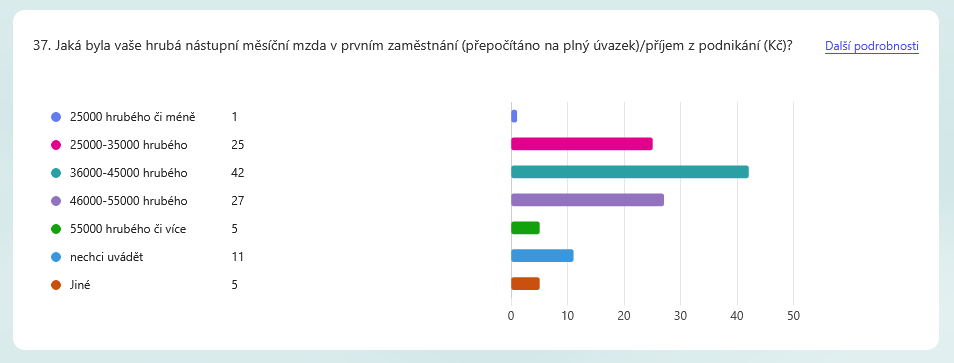 37. Jaká byla vaše hrubá nástupní měsíční mzda v prvním zaměstnání (přepočítáno na plný úvazek)/příjem z podnikání (Kč)?
Další podrobnosti
25000 hrubého či méně 1
25000-35000 hrubého 25
36000-45000 hrubého 42
46000-55000 hrubého 27
55000 hrubého či více 5
nechci uvádět 11
Jiné 5
0 10 20 30 40 50